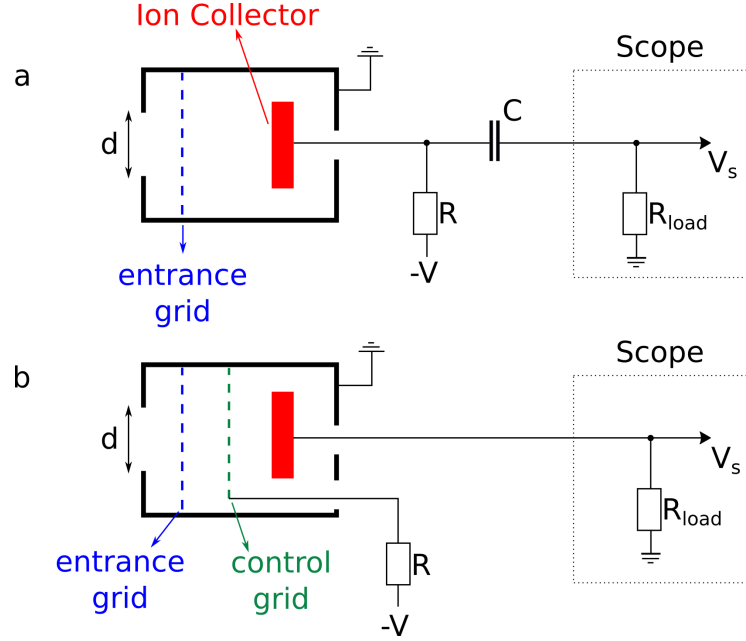 Ion Collector
Scope
a
C
d
V_s
R
R_load
-V
entrance
grid
Scope
b
d
V_s
R_load
entrance
grid
control
grid
R
-V